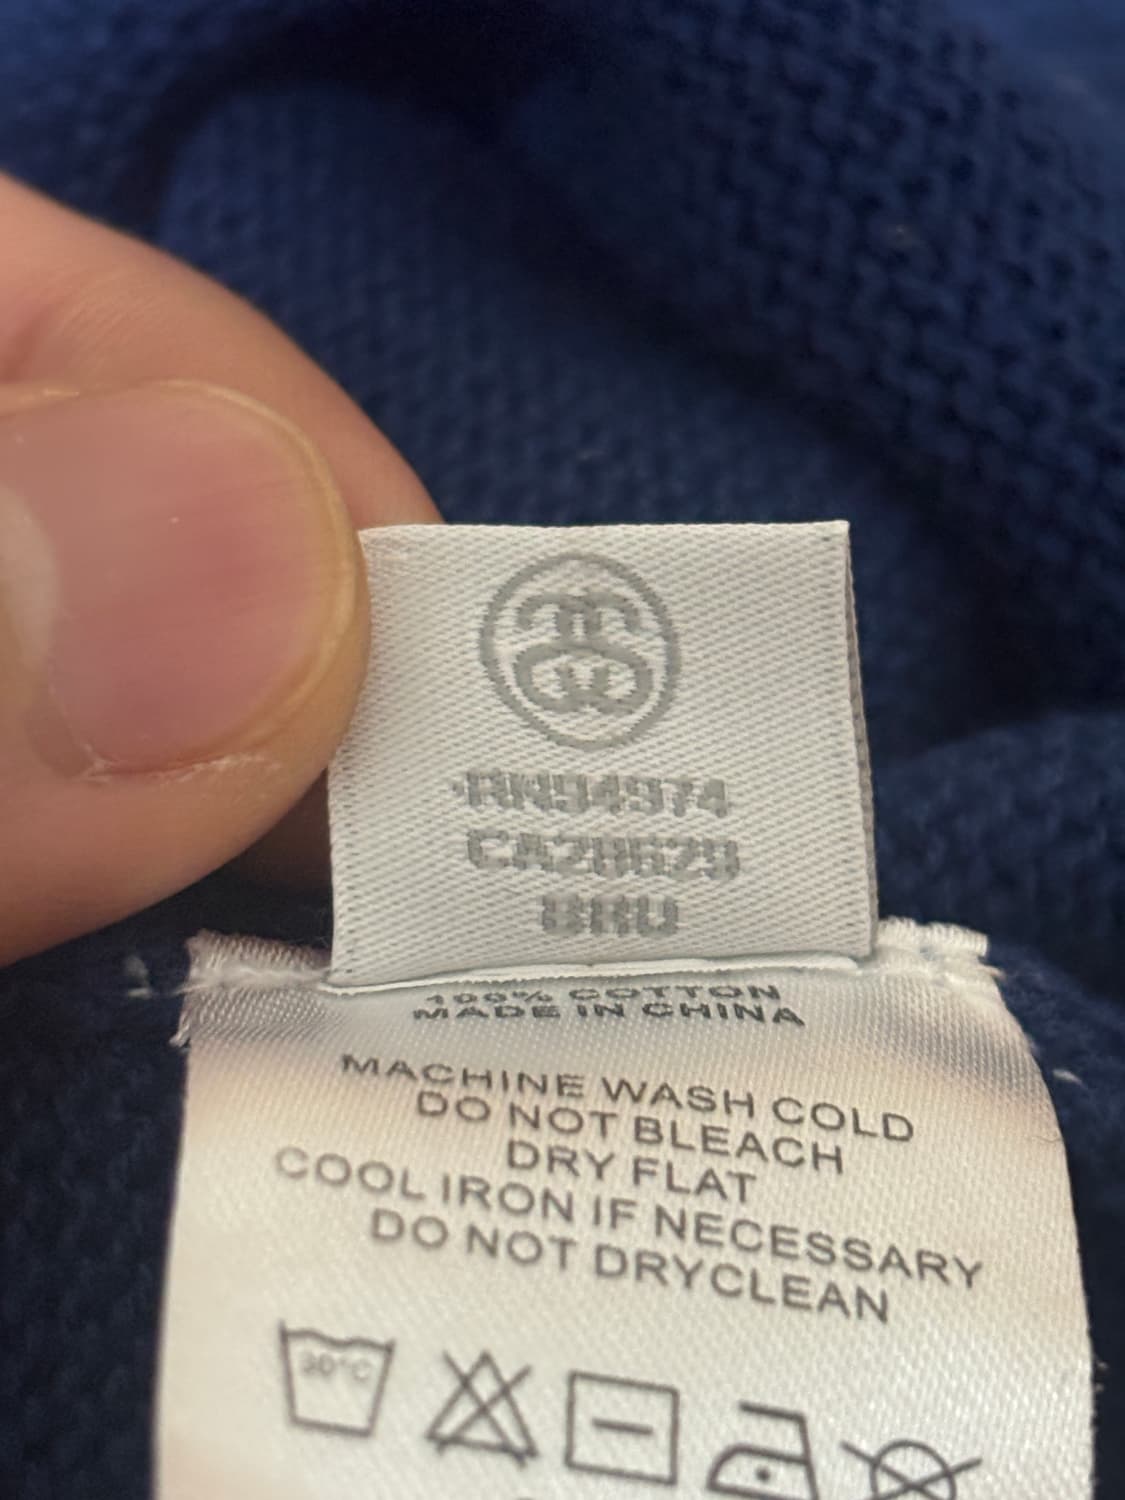 RN94974
CA28629
100% COTTON
MADE IN CHINA
MACHINE WASH COLD
DO NOT BLEACH
DRY FLAT
COOL IRON IF NECESSARY
DO NOT DRYCLEAN
30°C